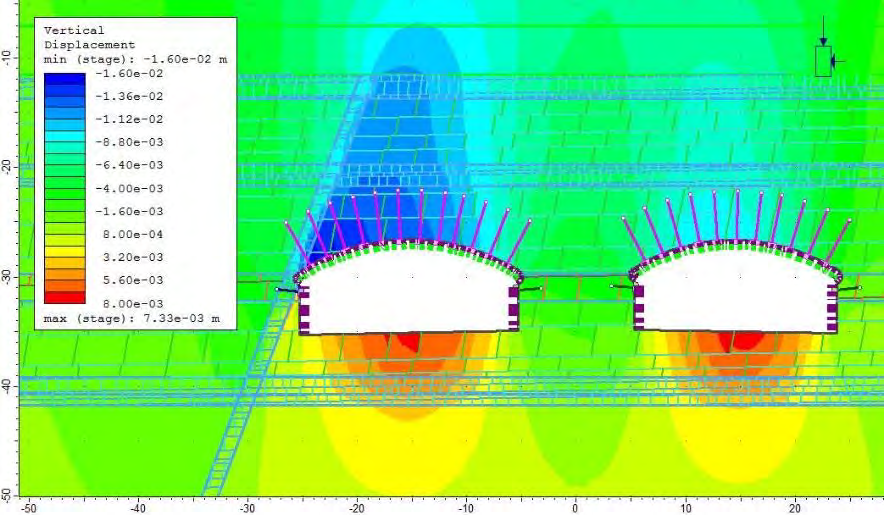 Vertical
Displacement
min (stage): -1.60e-02 m
-1.60e-02
-1.36e-02
-1.12e-02
-8.80e-03
-6.40e-03
-4.00e-03
-1.60e-03
8.00e-04
3.20e-03
5.60e-03
8.00e-03
max (stage): 7.33e-03 m
-10
-20
-30
-40
-50
-50 -40 -30 -20 -10 0 10 20